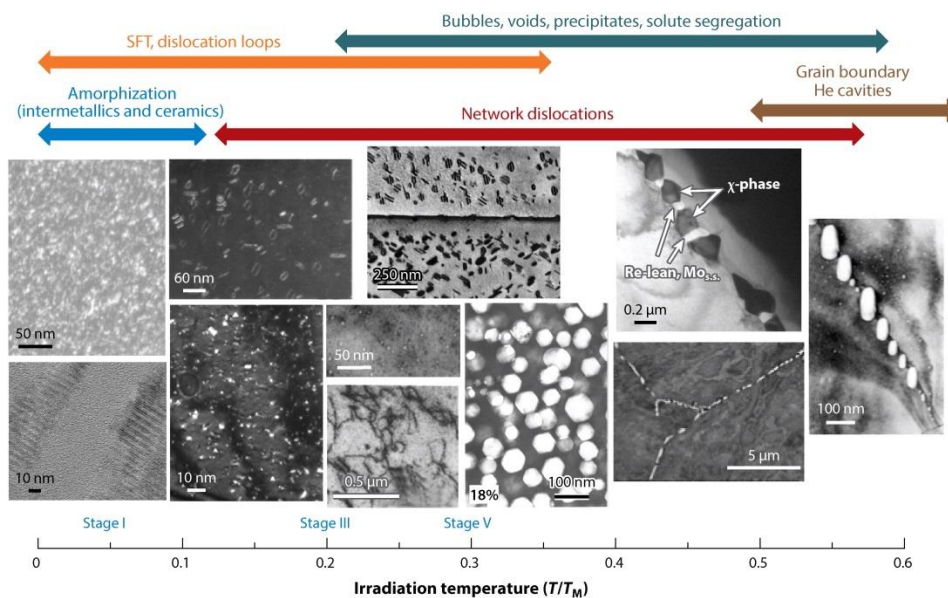 Bubbles, voids, precipitates, solute segregation
SFT, dislocation loops
Grain boundary
He cavities
Amorphization
(intermetallics and ceramics)
Network dislocations
χ-phase
Re-lean, Mos.s.
60 nm
250 nm
0.2 μm
50 nm
50 nm
100 nm
10 nm
10 nm
0.5 μm
18%
100 nm
5 μm
Stage I
Stage III
Stage V
0
0.1
0.2
0.3
0.4
0.5
0.6
Irradiation temperature (T/TM)